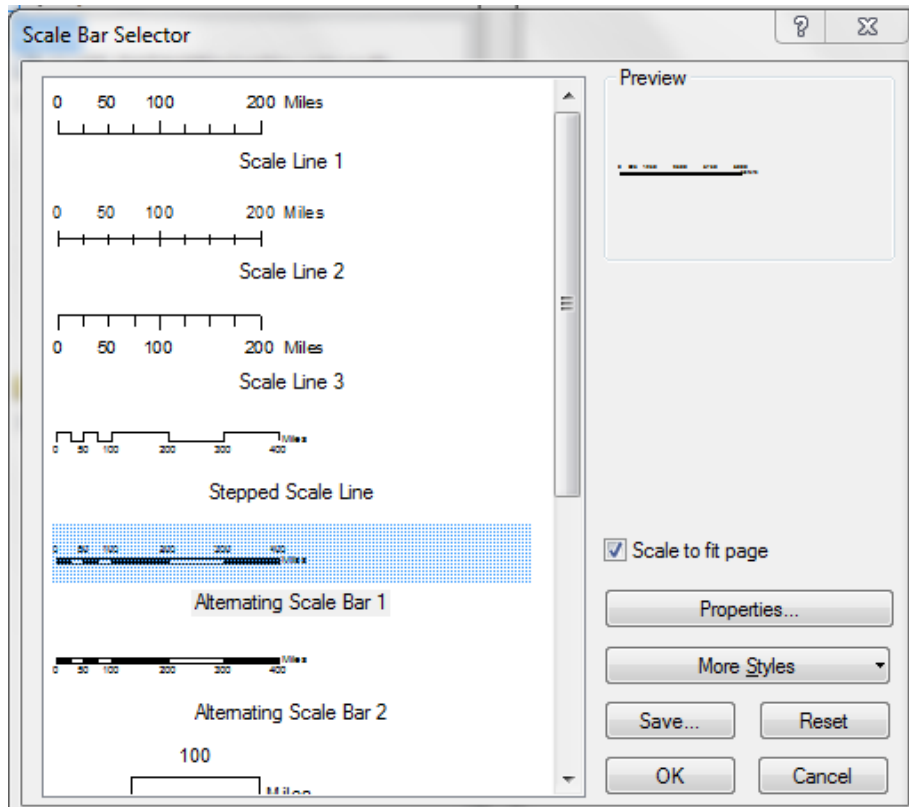 Scale Bar Selector
0 50 100 200 Miles
Scale Line 1
0 50 100 200 Miles
Scale Line 2
0 50 100 200 Miles
Scale Line 3
Miles
0 50 100 200 300 400
Stepped Scale Line
0 50 100 200 300 400
Miles
Alternating Scale Bar 1
Miles
0 50 100 200 300 400
Alternating Scale Bar 2
100
Miles
Preview
Scale to fit page
Properties...
More Styles
Save...
Reset
OK
Cancel